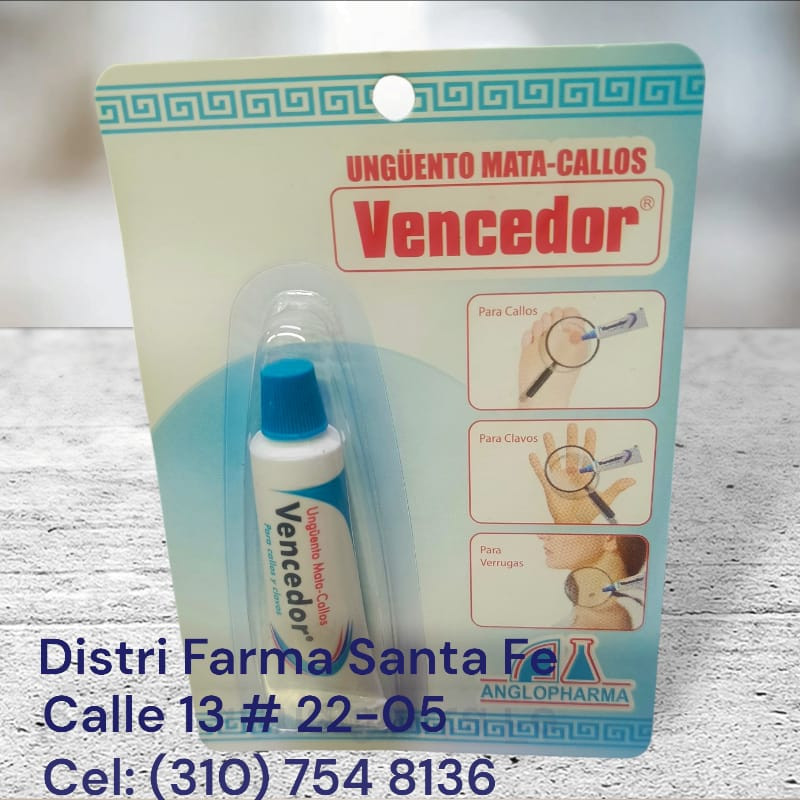 UNGÜENTO MATA-CALLOS
Vencedor®
Para Callos
Para Clavos
Para
Verrugas
Ungüento Mata-Callos
Vencedor®
Para callos y clavos
ANGLOPHARMA
Distri Farma Santa Fe
Calle 13 # 22-05
Cel: (310) 754 8136